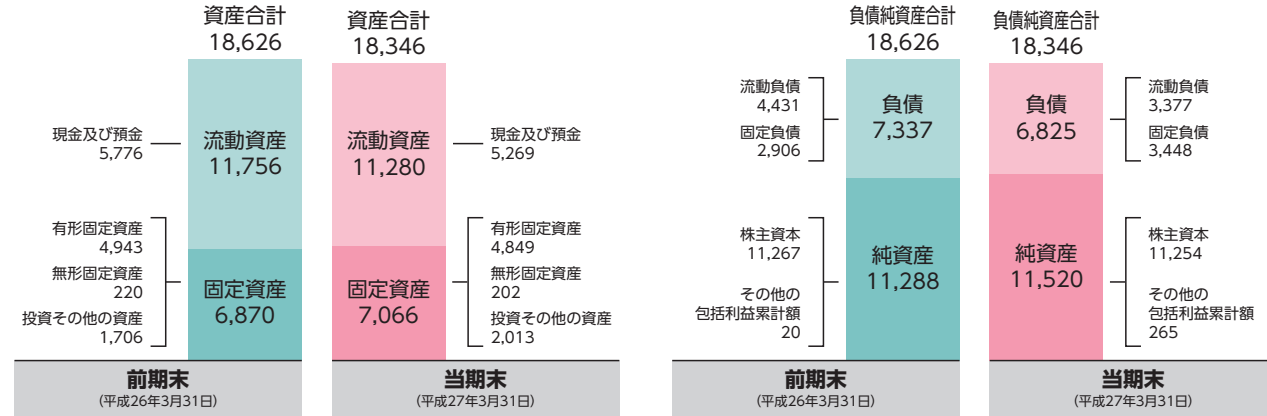 資産合計
18,626
現金及び預金
5,776
流動資産
11,756
有形固定資産
4,943
無形固定資産
220
投資その他の資産
1,706
固定資産
6,870
前期末
(平成26年3月31日)
資産合計
18,346
流動資産
11,280
現金及び預金
5,269
固定資産
7,066
有形固定資産
4,849
無形固定資産
202
投資その他の資産
2,013
当期末
(平成27年3月31日)
負債純資産合計
18,626
流動負債
4,431
固定負債
2,906
負債
7,337
株主資本
11,267
その他の
包括利益累計額
20
純資産
11,288
前期末
(平成26年3月31日)
負債純資産合計
18,346
負債
6,825
流動負債
3,377
固定負債
3,448
純資産
11,520
株主資本
11,254
その他の
包括利益累計額
265
当期末
(平成27年3月31日)